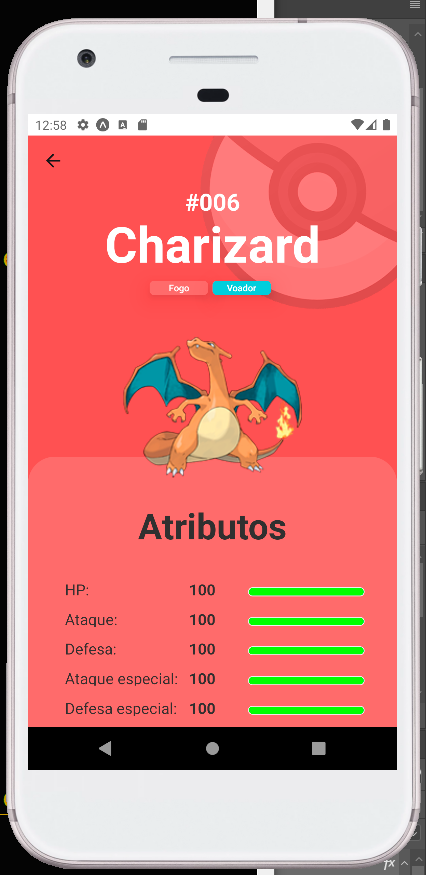 12:58
#006
Charizard
Fogo Voador
Atributos
HP: 100
Ataque: 100
Defesa: 100
Ataque especial: 100
Defesa especial: 100
fx